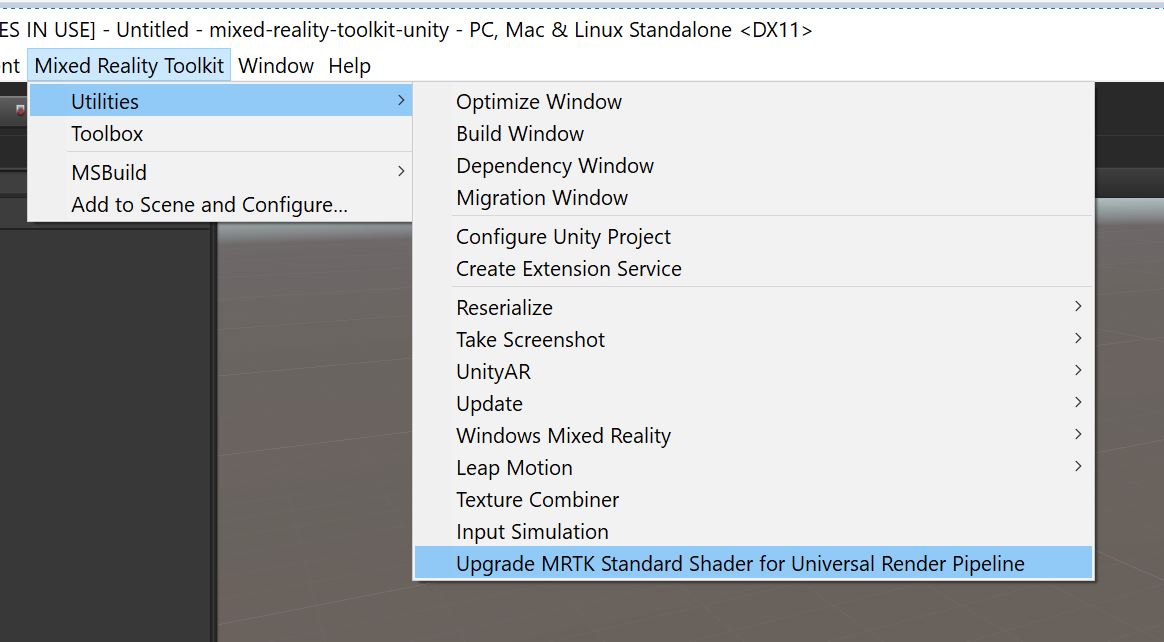 ES IN USE] - Untitled - mixed-reality-toolkit-unity - PC, Mac & Linux Standalone <DX11>
nt Mixed Reality Toolkit Window Help
Utilities
Toolbox
MSBuild
Add to Scene and Configure...
Optimize Window
Build Window
Dependency Window
Migration Window
Configure Unity Project
Create Extension Service
Reserialize
Take Screenshot
UnityAR
Update
Windows Mixed Reality
Leap Motion
Texture Combiner
Input Simulation
Upgrade MRTK Standard Shader for Universal Render Pipeline